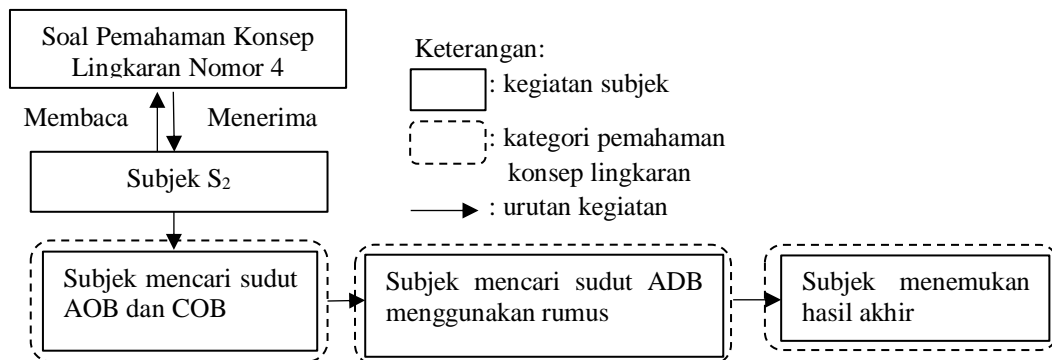 Soal Pemahaman Konsep
Lingkaran Nomor 4
Membaca
Menerima
Subjek S₂
Keterangan:
: kegiatan subjek
: kategori pemahaman
konsep lingkaran
: urutan kegiatan
Subjek mencari sudut
AOB dan COB
Subjek mencari sudut ADB
menggunakan rumus
Subjek menemukan
hasil akhir